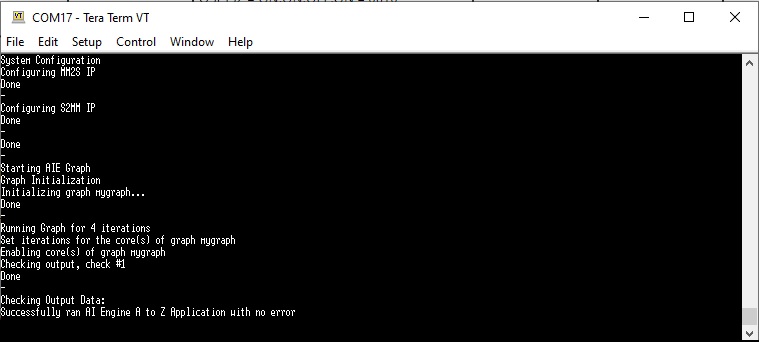 COM17 - Tera Term VT
File Edit Setup Control Window Help
System Configuration
Configuring MM2S IP
Done
-
Configuring S2MM IP
Done
-
Done
-
Starting AIE Graph
Graph Initialization
Initializing graph mygraph...
Done
-
Running Graph for 4 iterations
Set iterations for the core(s) of graph mygraph
Enabling core(s) of graph mygraph
Checking output, check #1
Done
-
Checking Output Data:
Successfully ran AI Engine A to Z Application with no error